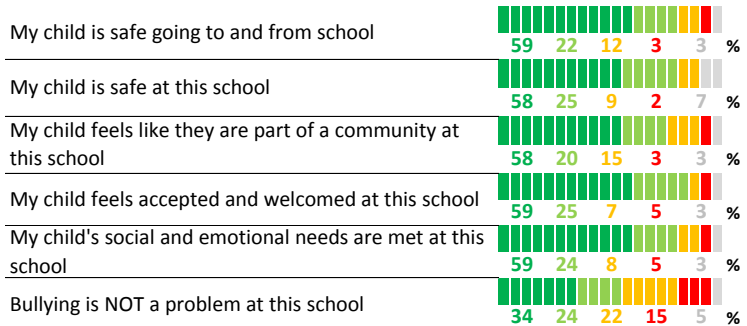 My child is safe going to and from school
59 22 12 3 3 %
My child is safe at this school
58 25 9 2 7 %
My child feels like they are part of a community at
this school
58 20 15 3 3 %
My child feels accepted and welcomed at this school
59 25 7 5 3 %
My child's social and emotional needs are met at this
school
59 24 8 5 3 %
Bullying is NOT a problem at this school
34 24 22 15 5 %